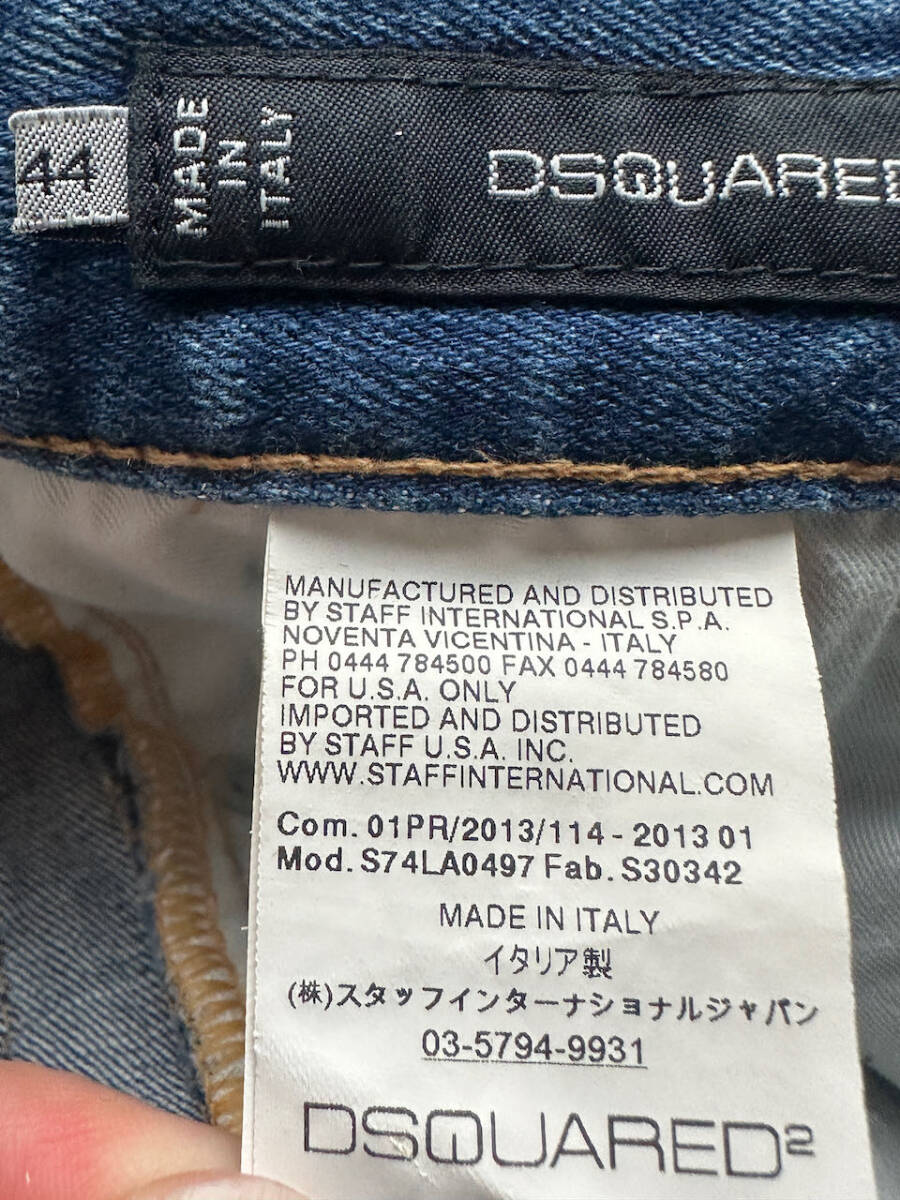 44
MADE
IN
ITALY
DSQUARED
MANUFACTURED AND DISTRIBUTED
BY STAFF INTERNATIONAL S.P.A.
NOVENTA VICENTINA - ITALY
PH 0444 784500 FAX 0444 784580
FOR U.S.A. ONLY
IMPORTED AND DISTRIBUTED
BY STAFF U.S.A. INC.
WWW.STAFFINTERNATIONAL.COM
Com. 01PR/2013/114 - 2013 01
Mod. S74LA0497 Fab. S30342
MADE IN ITALY
イタリア製
(株)スタッフインターナショナルジャパン
03-5794-9931
DSQUARED²